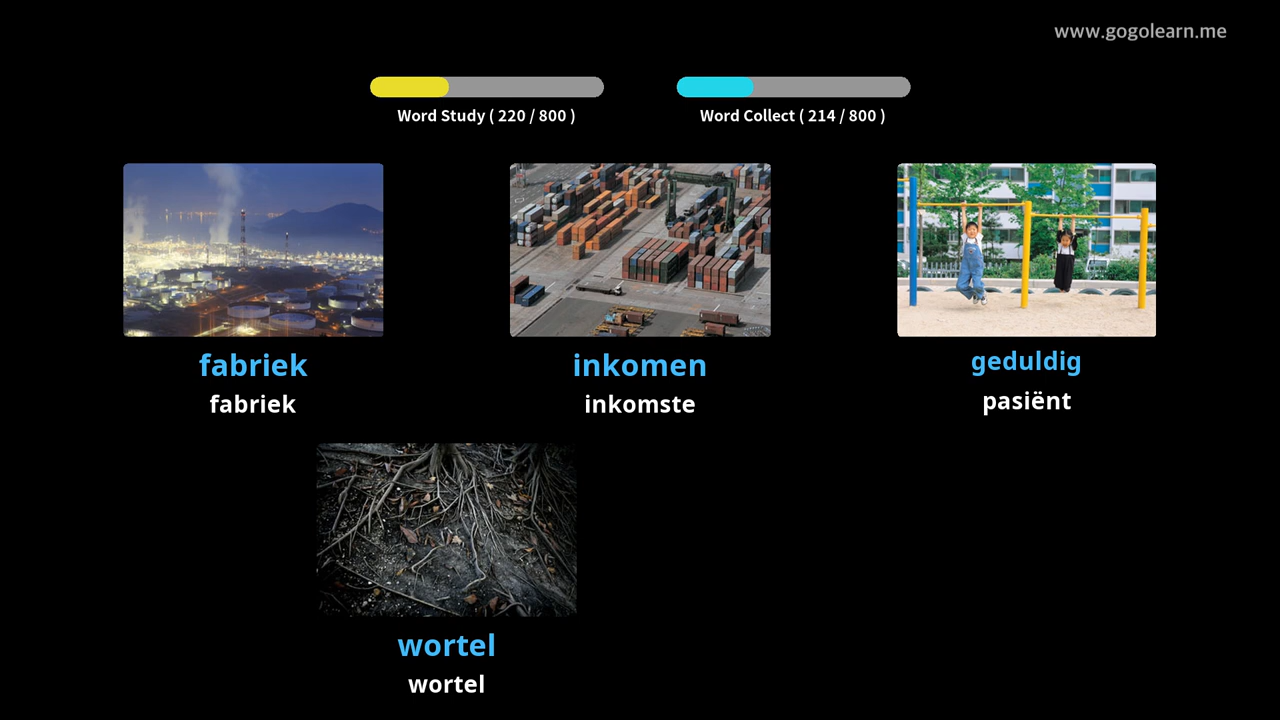 www.gogolearn.me
Word Study ( 220 / 800 )
Word Collect ( 214 / 800 )
fabriek
fabriek
inkomen
inkomste
geduldig
pasiënt
wortel
wortel